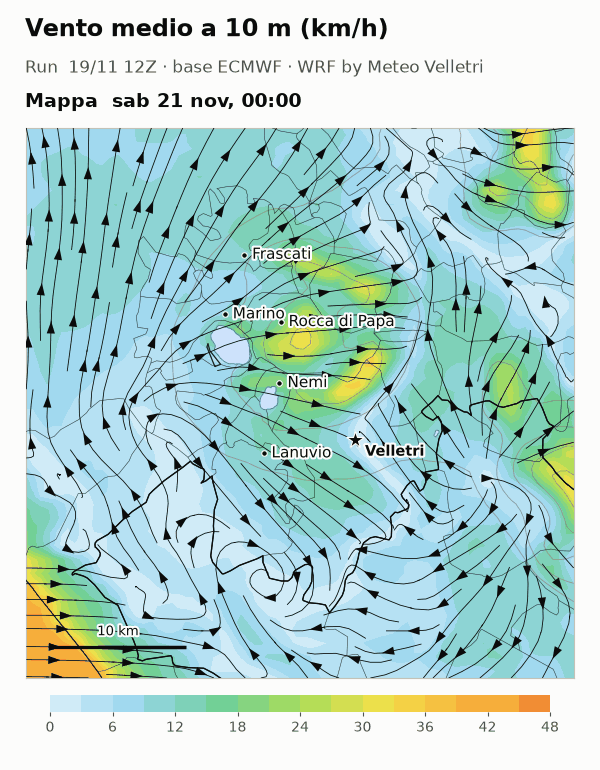 Vento medio a 10 m (km/h)
Run  19/11 12Z · base ECMWF · WRF by Meteo Velletri
Mappa  sab 21 nov, 00:00
Frascati
Marino
Rocca di Papa
Nemi
Velletri
Lanuvio
10 km
0 6 12 18 24 30 36 42 48